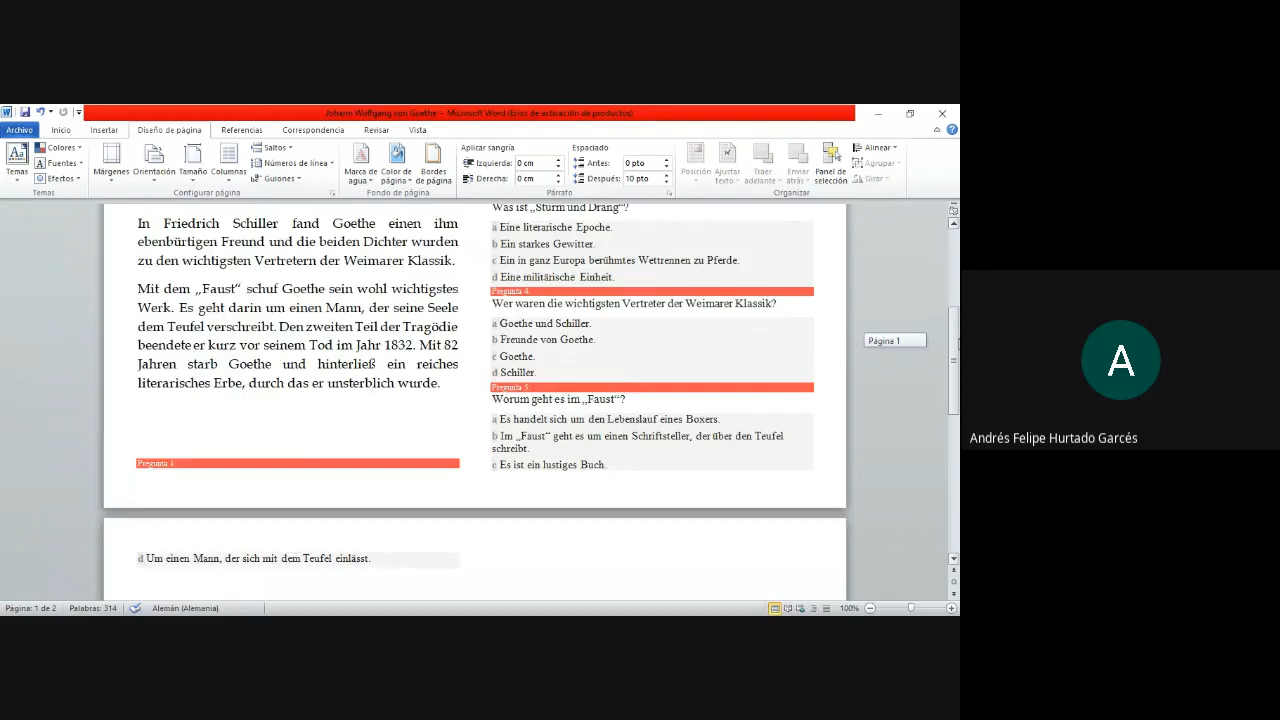 Johann Wolfgang von Goethe - Microsoft Word (Error de activación de productos)
Archivo Inicio Insertar Diseño de página Referencias Correspondencia Revisar Vista
Temas
Colores
Fuentes
Efectos
Temas
Márgenes Orientación Tamaño Columnas
Saltos
Números de línea
Guiones
Configurar página
Marca de agua Color de página Bordes de página
Fondo de página
Aplicar sangría
Izquierda: 0 cm
Derecha: 0 cm
Espaciado
Antes: 0 pto
Después: 10 pto
Párrafo
Posición Ajustar texto Traer adelante Enviar atrás Panel de selección
Alinear
Agrupar
Girar
Organizar
In Friedrich Schiller fand Goethe einen ihm
ebenbürtigen Freund und die beiden Dichter wurden
zu den wichtigsten Vertretern der Weimarer Klassik.
Mit dem „Faust“ schuf Goethe sein wohl wichtigstes
Werk. Es geht darin um einen Mann, der seine Seele
dem Teufel verschreibt. Den zweiten Teil der Tragödie
beendete er kurz vor seinem Tod im Jahr 1832. Mit 82
Jahren starb Goethe und hinterließ ein reiches
literarisches Erbe, durch das er unsterblich wurde.
Pregunta 1:
Was ist „Sturm und Drang“?
a Eine literarische Epoche.
b Ein starkes Gewitter.
c Ein in ganz Europa berühmtes Wettrennen zu Pferde.
d Eine militärische Einheit.
Pregunta 4:
Wer waren die wichtigsten Vertreter der Weimarer Klassik?
a Goethe und Schiller.
b Freunde von Goethe.
c Goethe.
d Schiller.
Pregunta 5:
Worum geht es im „Faust“?
a Es handelt sich um den Lebenslauf eines Boxers.
b Im „Faust“ geht es um einen Schriftsteller, der über den Teufel
schreibt.
c Es ist ein lustiges Buch.
d Um einen Mann, der sich mit dem Teufel einlässt.
Página 1
Página: 1 de 2 Palabras: 314 Alemán (Alemania) 100%
A
Andrés Felipe Hurtado Garcés